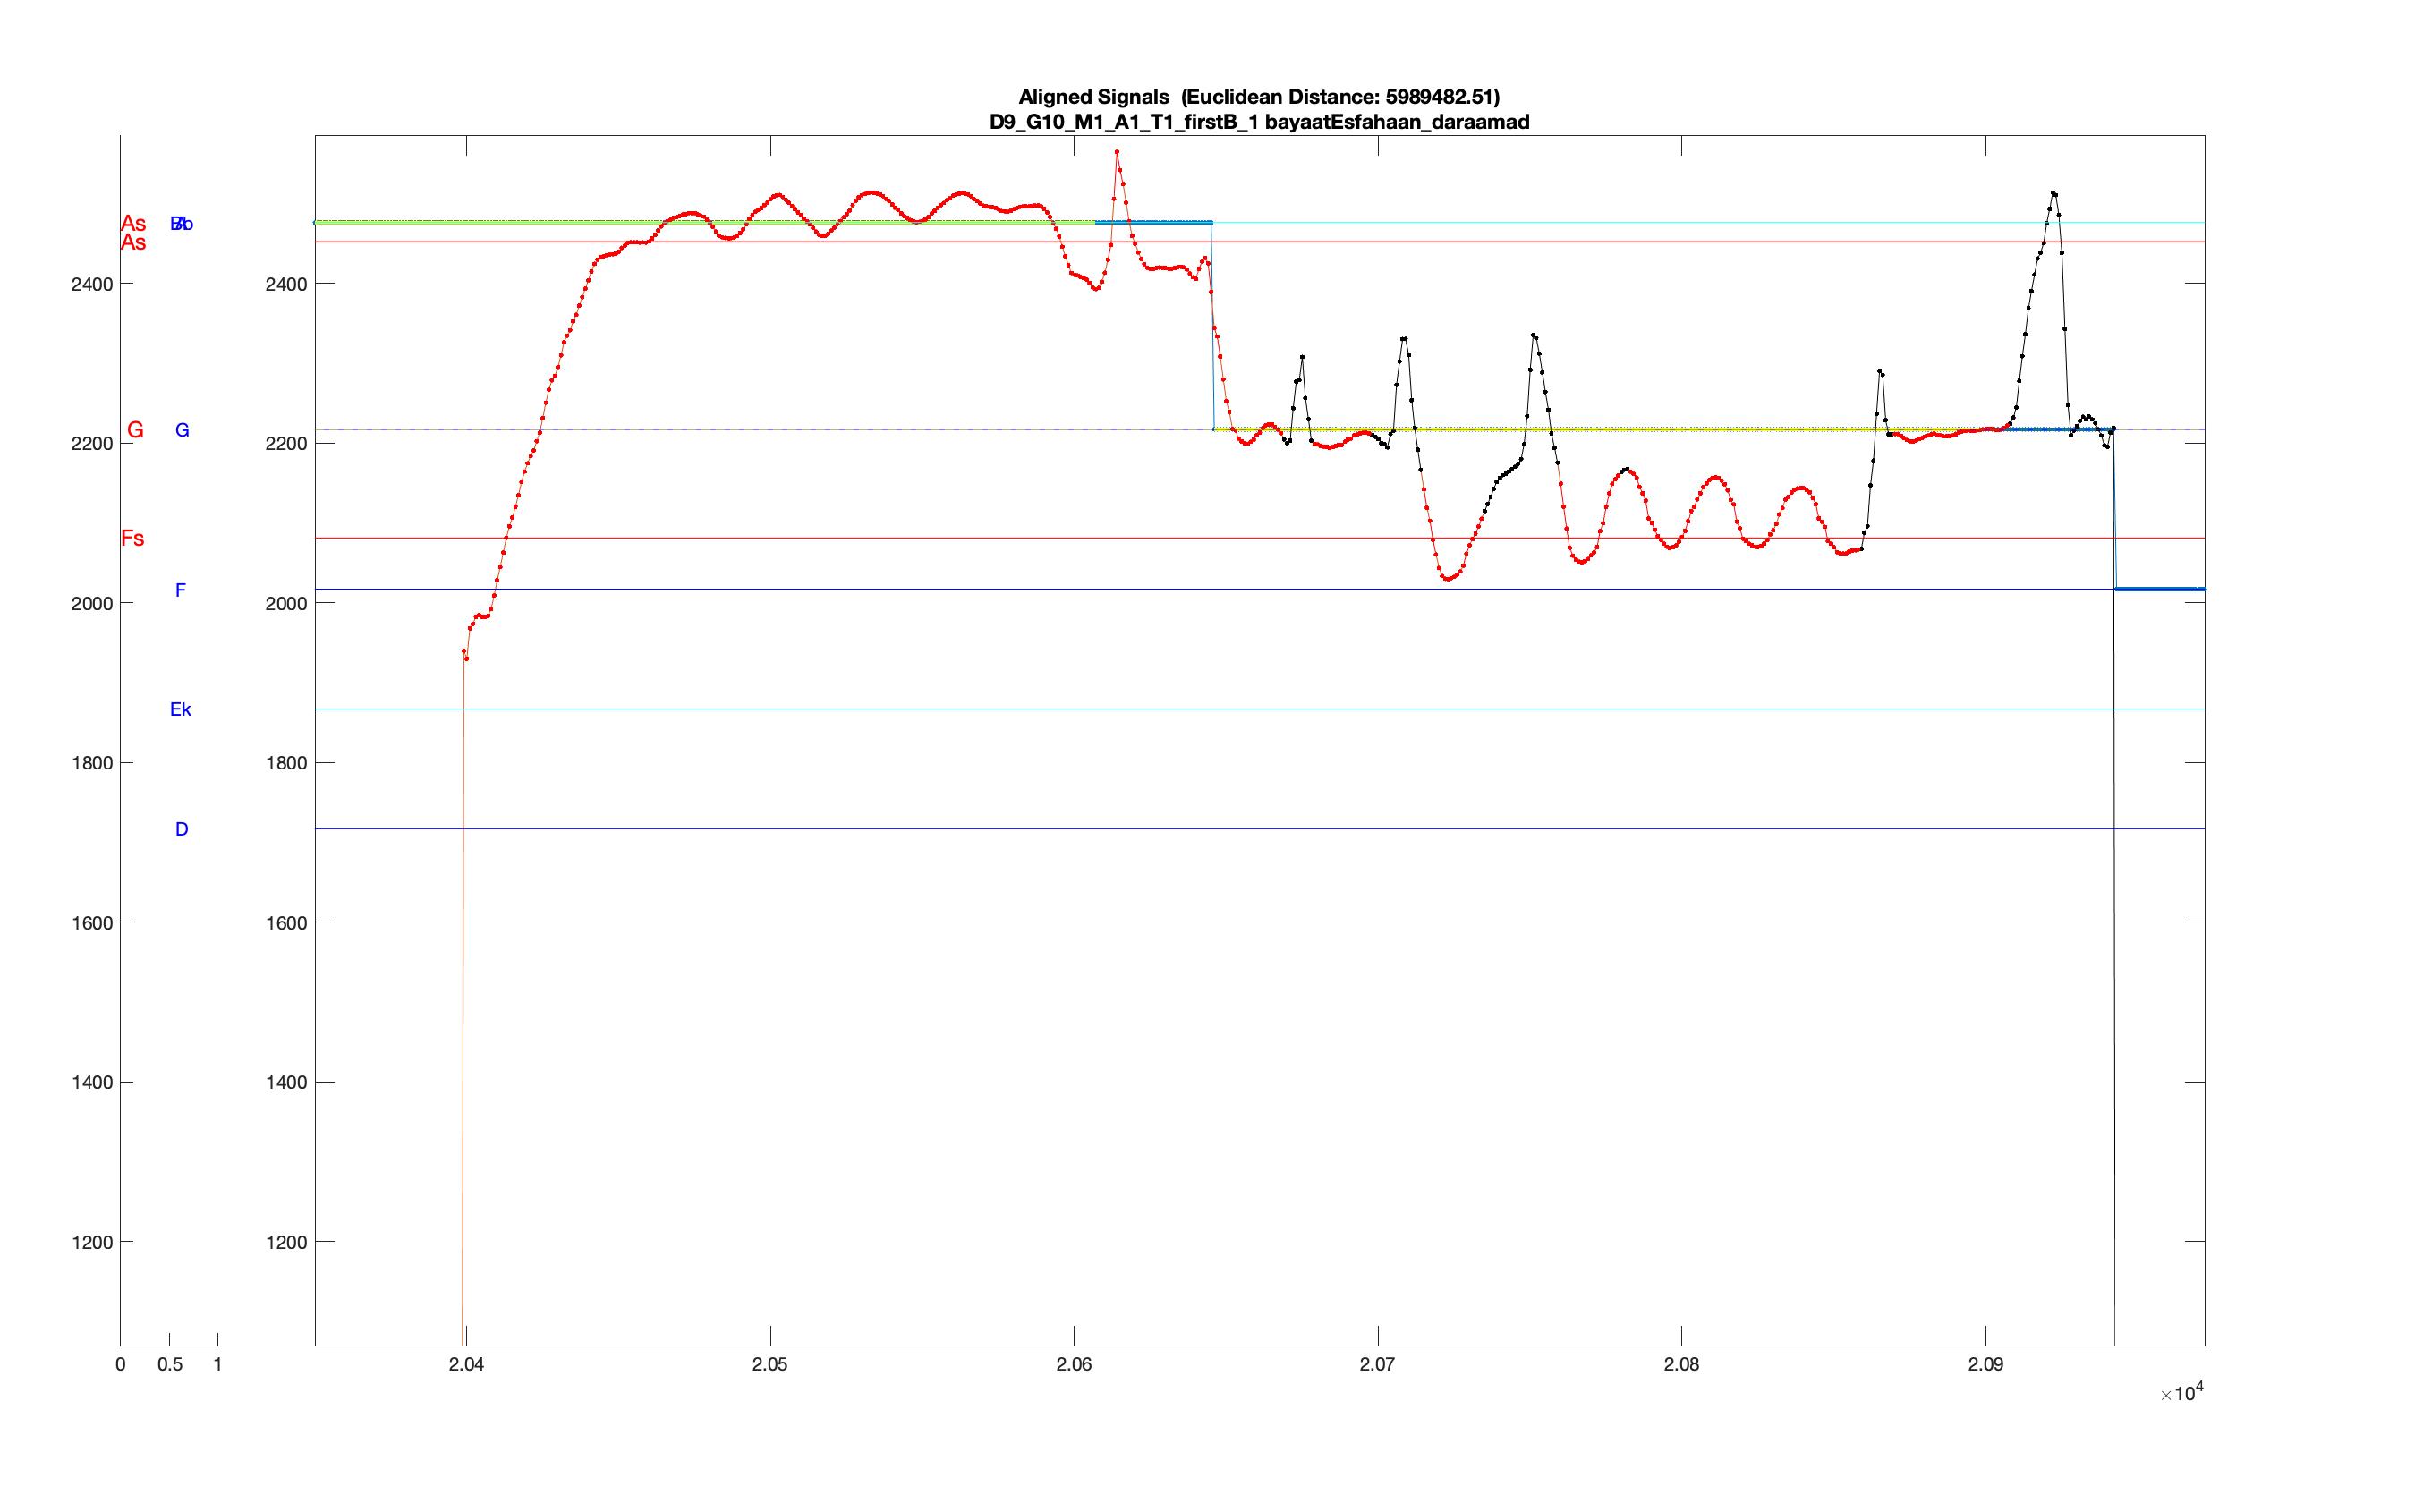 Aligned Signals (Euclidean Distance: 5989482.51)
D9_G10_M1_A1_T1_firstB_1 bayaatEsfahaan_daraamad
As
As
2400
2400
G
G
2200
2200
Fs
F
2000
2000
Ek
1800
1800
D
1600
1600
1400
1400
1200
1200
0 0.5 1
2.04 2.05 2.06 2.07 2.08 2.09
×10⁴